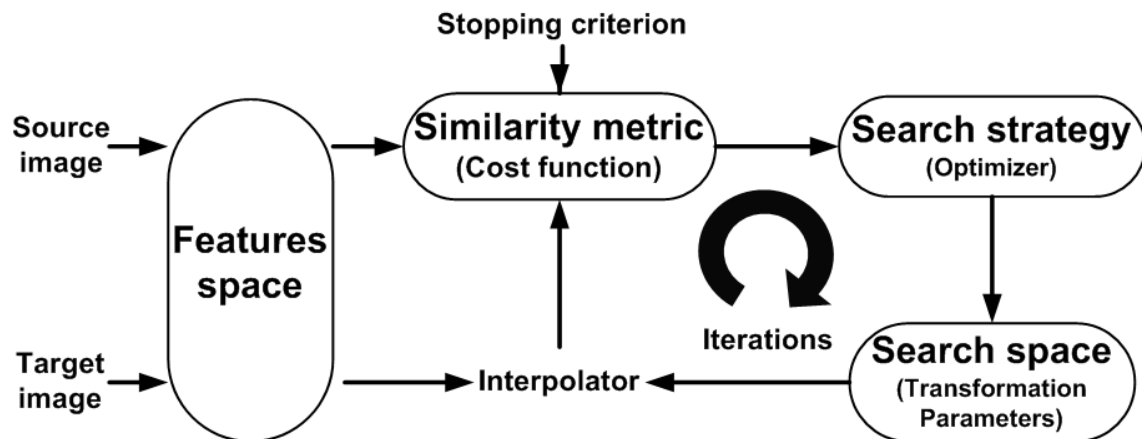 Stopping criterion
Source
image
Similarity metric
(Cost function)
Search strategy
(Optimizer)
Features
space
Iterations
Target
image
Interpolator
Search space
(Transformation
Parameters)